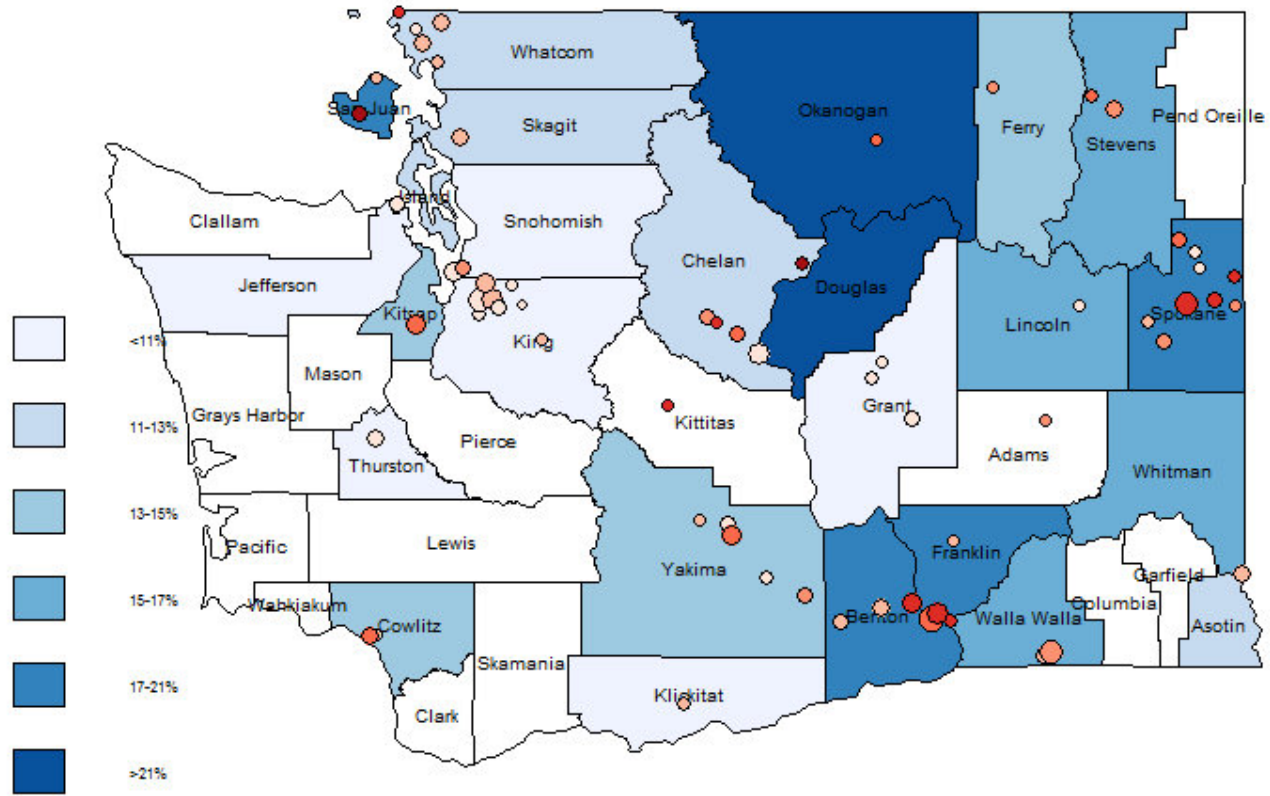 Whatcom
San Juan
Skagit
Okanogan
Ferry
Stevens
Pend Oreille
Island
Clallam
Snohomish
Chelan
Jefferson
Kitsap
King
Douglas
Lincoln
Spokane
<11%
Mason
Grays Harbor
Grant
11-13%
Pierce
Kittitas
Adams
Thurston
Whitman
13-15%
Pacific
Lewis
Yakima
Franklin
Garfield
15-17%
Wahkiakum
Cowlitz
Benton
Walla Walla
Columbia
Asotin
Skamania
17-21%
Klickitat
Clark
>21%